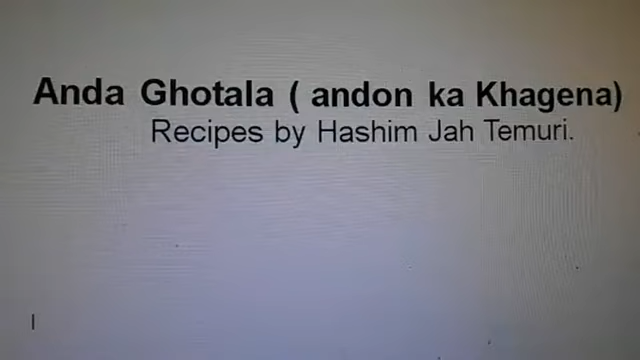 Anda Ghotala ( andon ka Khagena)
Recipes by Hashim Jah Temuri.